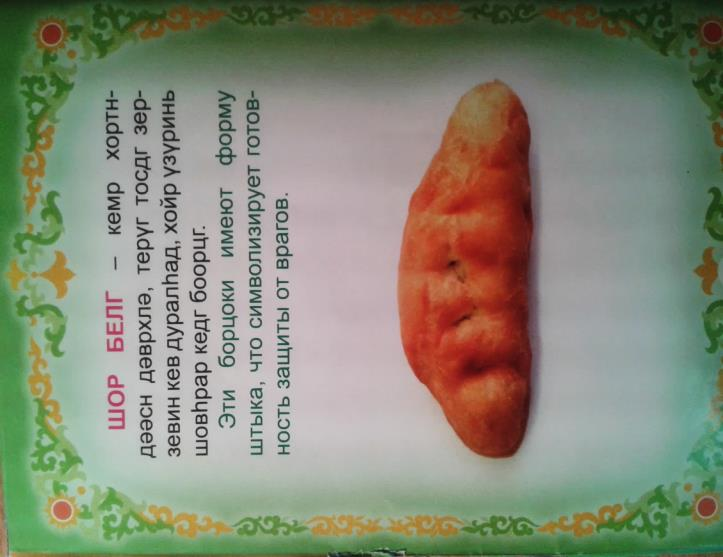 ШОР БЕЛГ – кемр хортн-
дәәсн дәврхлә, теруг тосдг зер-
зевин кев дуралһад, хойр үзүринь
шовһрар кедг боорцг.
Эти борцоки имеют форму
штыка, что символизирует готов-
ность защиты от врагов.